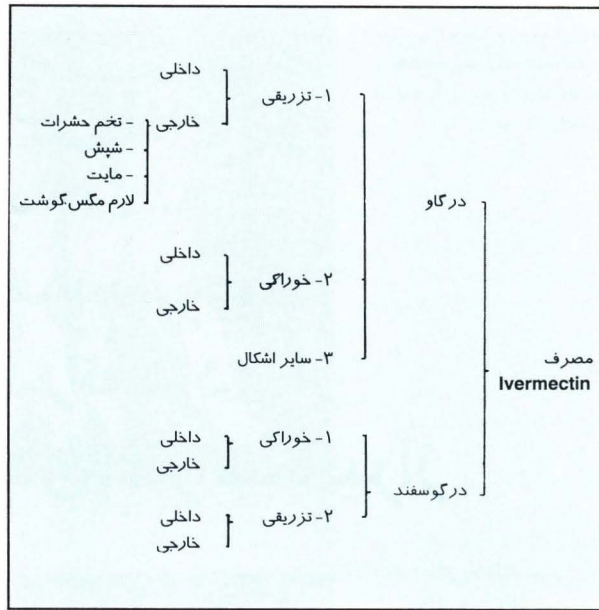 مصرف
Ivermectin
در گاو
۱- تزریقی
داخلی
خارجی
- تخم حشرات
- شپش
- مایت
لارم مگس گوشت
۲- خوراکی
داخلی
خارجی
۳- سایر اشکال
در گوسفند
۱- خوراکی
داخلی
خارجی
۲- تزریقی
داخلی
خارجی